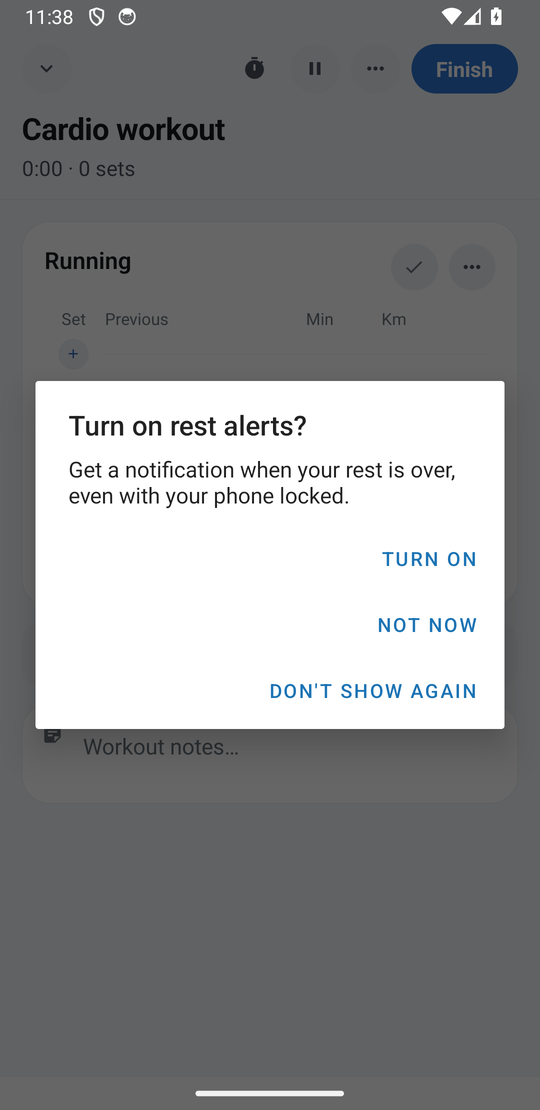 11:38
Finish
Cardio workout
0:00 · 0 sets
Running
Set Previous Min Km
+
Turn on rest alerts?
Get a notification when your rest is over,
even with your phone locked.
TURN ON
NOT NOW
DON'T SHOW AGAIN
Workout notes…